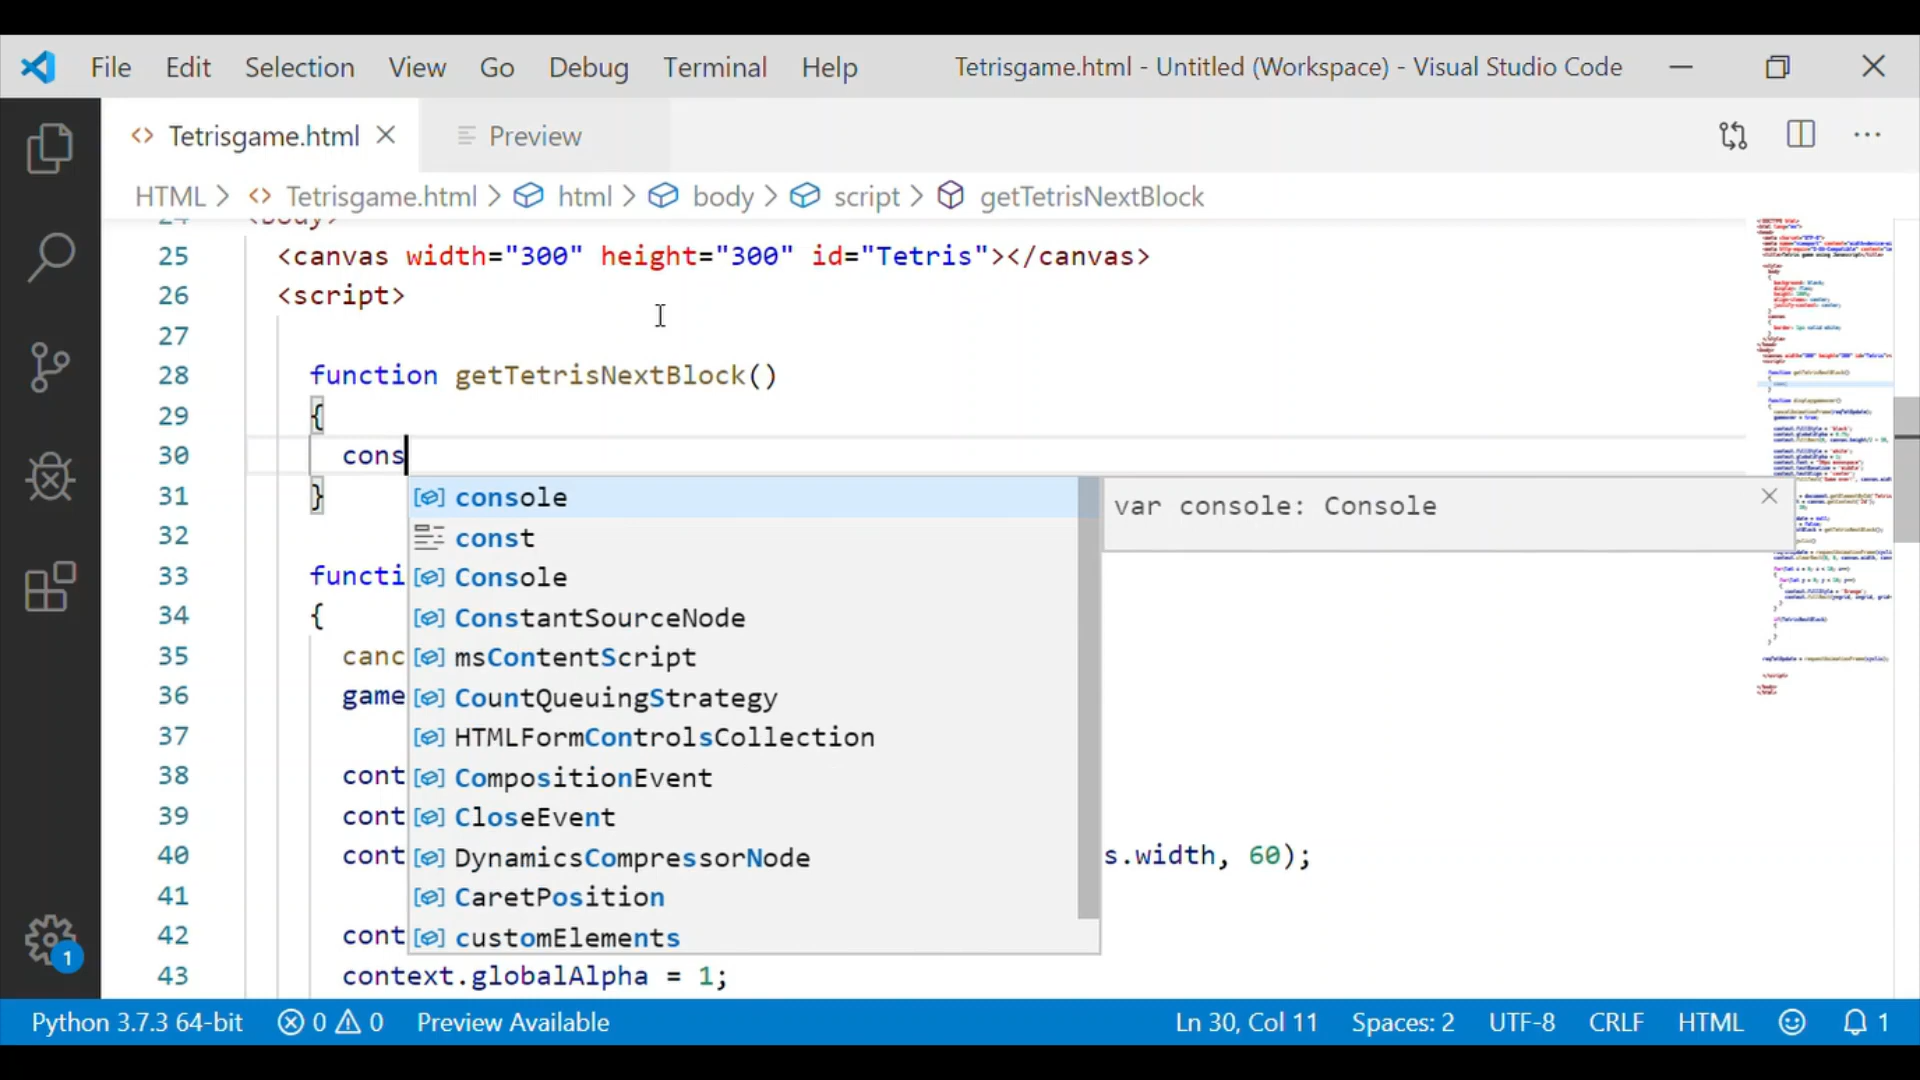 File Edit Selection View Go Debug Terminal Help Tetrisgame.html - Untitled (Workspace) - Visual Studio Code
Tetrisgame.html Preview
HTML > Tetrisgame.html > html > body > script > getTetrisNextBlock
24 <body>
25 <canvas width="300" height="300" id="Tetris"></canvas>
26 <script>
27
28 function getTetrisNextBlock()
29 {
30 cons
31 }
32
33 functi
34 {
35 canc
36 game
37
38 cont
39 cont
40 cont s.width, 60);
41
42 cont
43 context.globalAlpha = 1;
console
const
Console
ConstantSourceNode
msContentScript
CountQueuingStrategy
HTMLFormControlsCollection
CompositionEvent
CloseEvent
DynamicsCompressorNode
CaretPosition
customElements
var console: Console
1
Python 3.7.3 64-bit 0 0 Preview Available Ln 30, Col 11 Spaces: 2 UTF-8 CRLF HTML 1